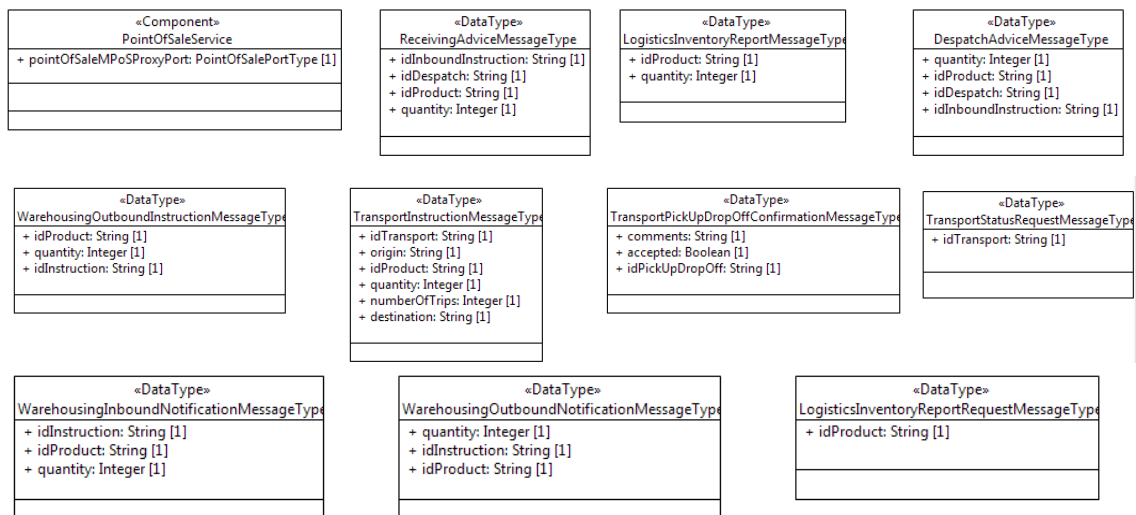 «Component»
PointOfSaleService
+ pointOfSaleMPoSProxyPort: PointOfSalePortType [1]
«DataType»
ReceivingAdviceMessageType
+ idInboundInstruction: String [1]
+ idDespatch: String [1]
+ idProduct: String [1]
+ quantity: Integer [1]
«DataType»
LogisticsInventoryReportMessageType
+ idProduct: String [1]
+ quantity: Integer [1]
«DataType»
DespatchAdviceMessageType
+ quantity: Integer [1]
+ idProduct: String [1]
+ idDespatch: String [1]
+ idInboundInstruction: String [1]
«DataType»
WarehousingOutboundInstructionMessageType
+ idProduct: String [1]
+ quantity: Integer [1]
+ idInstruction: String [1]
«DataType»
TransportInstructionMessageType
+ idTransport: String [1]
+ origin: String [1]
+ idProduct: String [1]
+ quantity: Integer [1]
+ numberOfTrips: Integer [1]
+ destination: String [1]
«DataType»
TransportPickUpDropOffConfirmationMessageType
+ comments: String [1]
+ accepted: Boolean [1]
+ idPickUpDropOff: String [1]
«DataType»
TransportStatusRequestMessageType
+ idTransport: String [1]
«DataType»
WarehousingInboundNotificationMessageType
+ idInstruction: String [1]
+ idProduct: String [1]
+ quantity: Integer [1]
«DataType»
WarehousingOutboundNotificationMessageType
+ quantity: Integer [1]
+ idInstruction: String [1]
+ idProduct: String [1]
«DataType»
LogisticsInventoryReportRequestMessageType
+ idProduct: String [1]